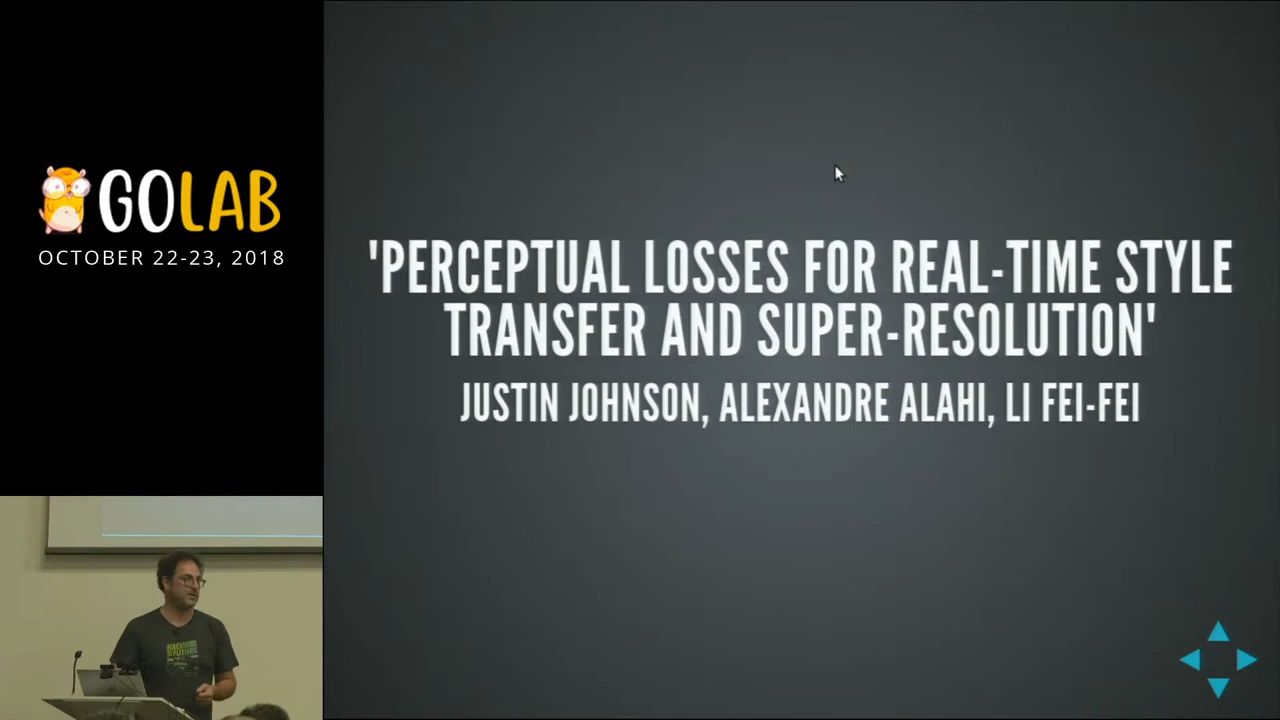 GOLAB
OCTOBER 22-23, 2018
'PERCEPTUAL LOSSES FOR REAL-TIME STYLE
TRANSFER AND SUPER-RESOLUTION'
JUSTIN JOHNSON, ALEXANDRE ALAHI, LI FEI-FEI